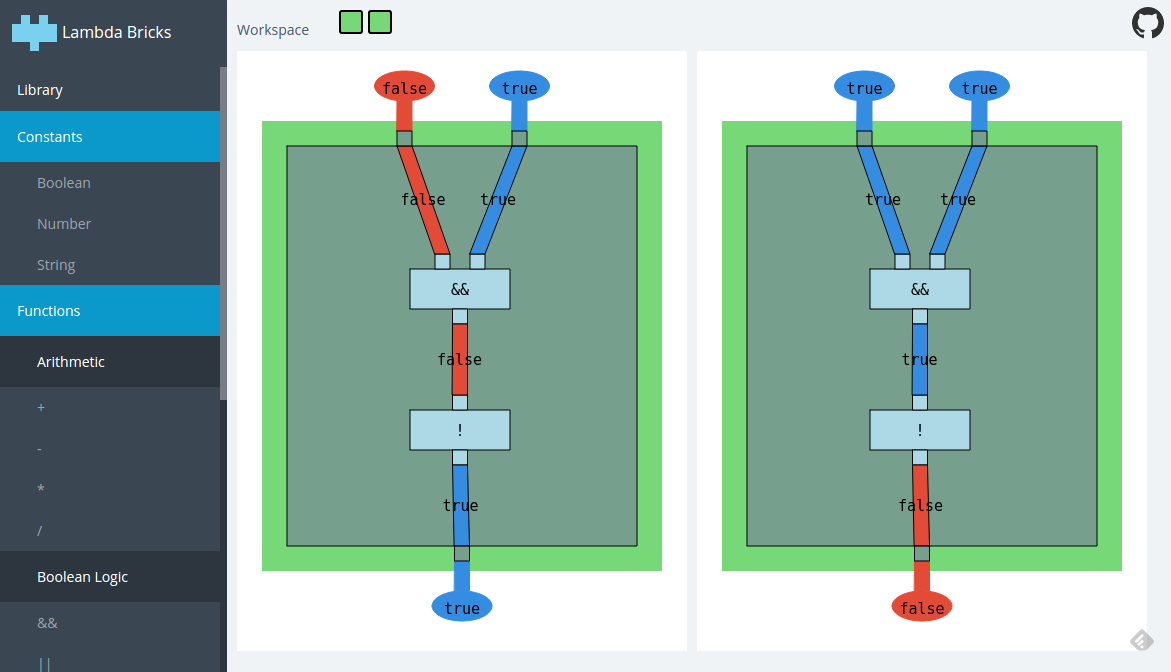 Lambda Bricks
Library
Constants
Boolean
Number
String
Functions
Arithmetic
+
-
*
/
Boolean Logic
&&
||
Workspace
false true
false true
&&
false
!
true
true
true true
true true
&&
true
!
false
false